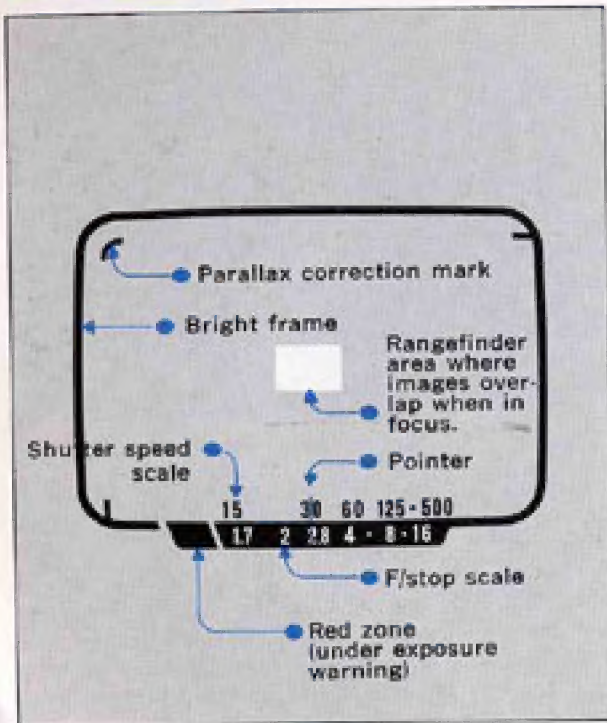 Parallax correction mark
Bright frame
Rangefinder
area where
images over-
lap when in
focus.
Shutter speed
scale
Pointer
15 30 60 125-500
1.7 2 2.8 4 - 8-16
F/stop scale
Red zone
(under exposure
warning)